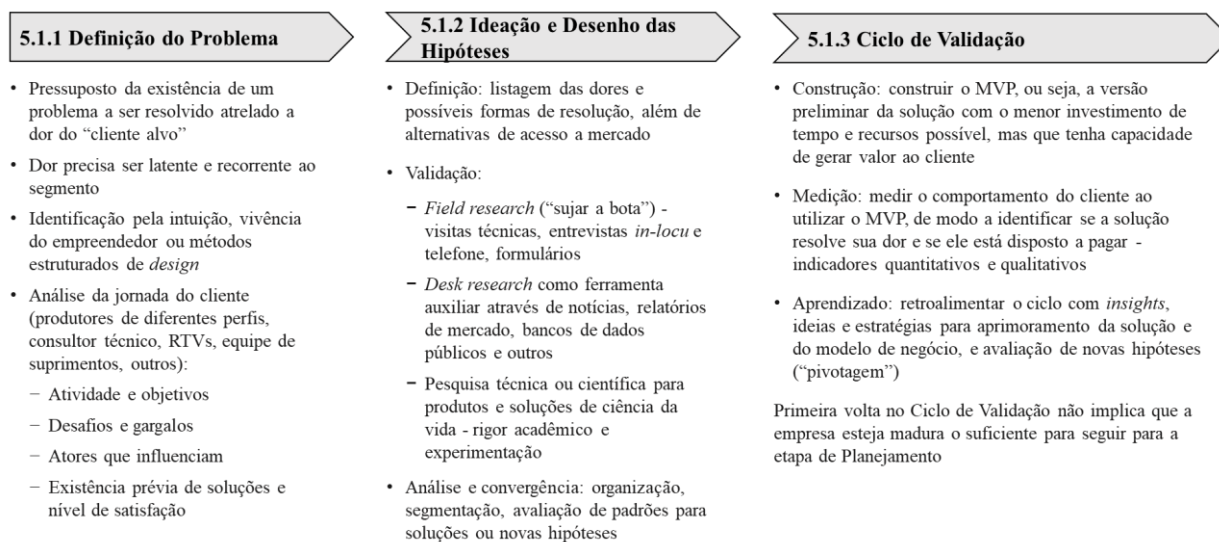 5.1.1 Definição do Problema
• Pressuposto da existência de um
problema a ser resolvido atrelado a
dor do “cliente alvo”
• Dor precisa ser latente e recorrente ao
segmento
• Identificação pela intuição, vivência
do empreendedor ou métodos
estruturados de design
• Análise da jornada do cliente
(produtores de diferentes perfis,
consultor técnico, RTVs, equipe de
suprimentos, outros):
− Atividade e objetivos
− Desafios e gargalos
− Atores que influenciam
− Existência prévia de soluções e
nível de satisfação
5.1.2 Ideação e Desenho das
Hipóteses
• Definição: listagem das dores e
possíveis formas de resolução, além de
alternativas de acesso a mercado
• Validação:
− Field research (“sujar a bota”) -
visitas técnicas, entrevistas in-locu e
telefone, formulários
− Desk research como ferramenta
auxiliar através de notícias, relatórios
de mercado, bancos de dados
públicos e outros
− Pesquisa técnica ou científica para
produtos e soluções de ciência da
vida - rigor acadêmico e
experimentação
• Análise e convergência: organização,
segmentação, avaliação de padrões para
soluções ou novas hipóteses
5.1.3 Ciclo de Validação
• Construção: construir o MVP, ou seja, a versão
preliminar da solução com o menor investimento de
tempo e recursos possível, mas que tenha capacidade
de gerar valor ao cliente
• Medição: medir o comportamento do cliente ao
utilizar o MVP, de modo a identificar se a solução
resolve sua dor e se ele está disposto a pagar -
indicadores quantitativos e qualitativos
• Aprendizado: retroalimentar o ciclo com insights,
ideias e estratégias para aprimoramento da solução e
do modelo de negócio, e avaliação de novas hipóteses
(“pivotagem”)
Primeira volta no Ciclo de Validação não implica que a
empresa esteja madura o suficiente para seguir para a
etapa de Planejamento